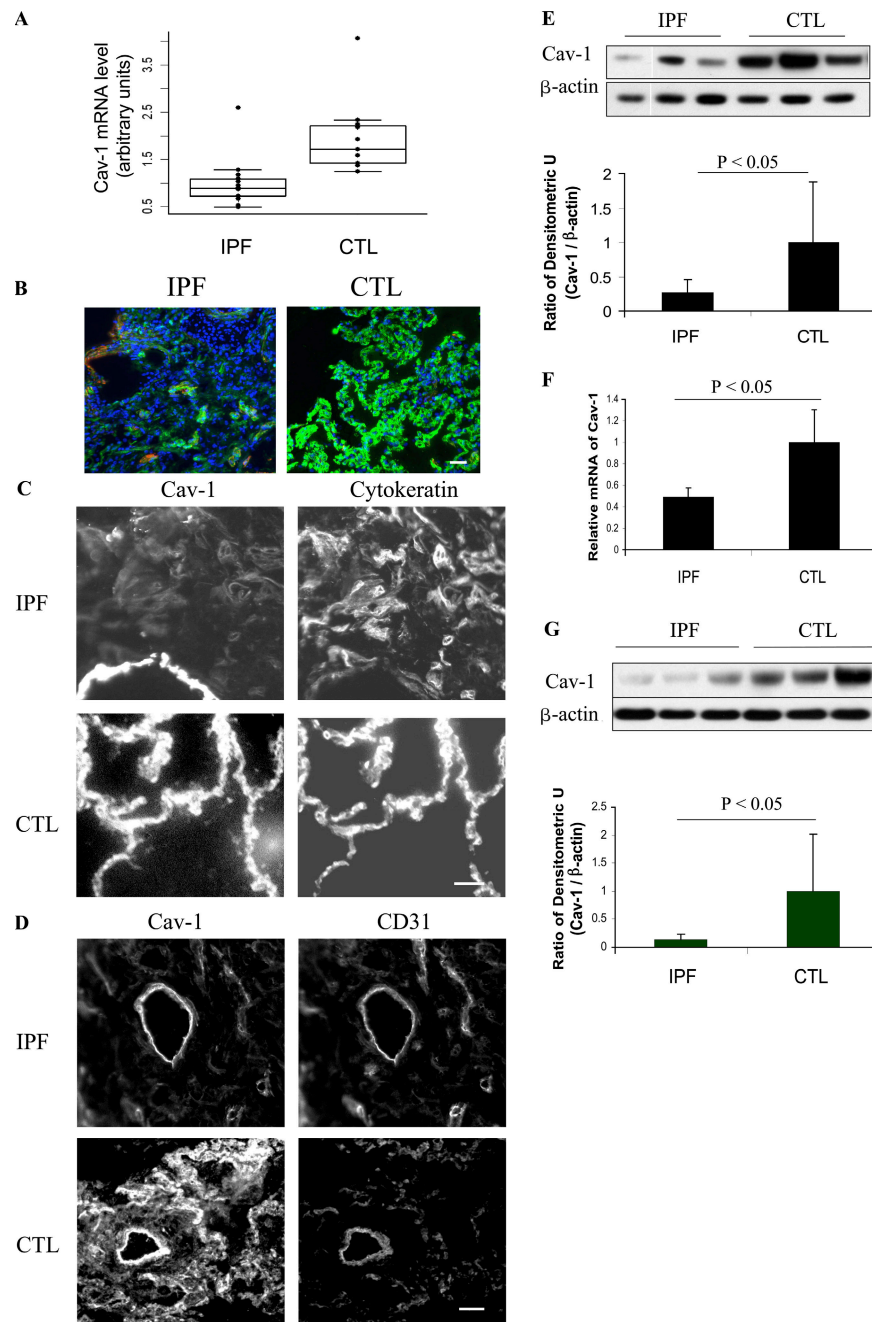 A
Cav-1 mRNA level
(arbitrary units)
3.5
2.5
1.5
0.5
IPF CTL
B
IPF CTL
C
Cav-1 Cytokeratin
IPF
CTL
D
Cav-1 CD31
IPF
CTL
E
IPF CTL
Cav-1
β-actin
P < 0.05
Ratio of Densitometric U
(Cav-1 / β-actin)
2
1.5
1
0.5
0
IPF CTL
F
P < 0.05
Relative mRNA of Cav-1
1.4
1.2
1
0.8
0.6
0.4
0.2
0
IPF CTL
G
IPF CTL
Cav-1
β-actin
P < 0.05
Ratio of Densitometric U
(Cav-1 / β-actin)
2.5
2
1.5
1
0.5
0
IPF CTL